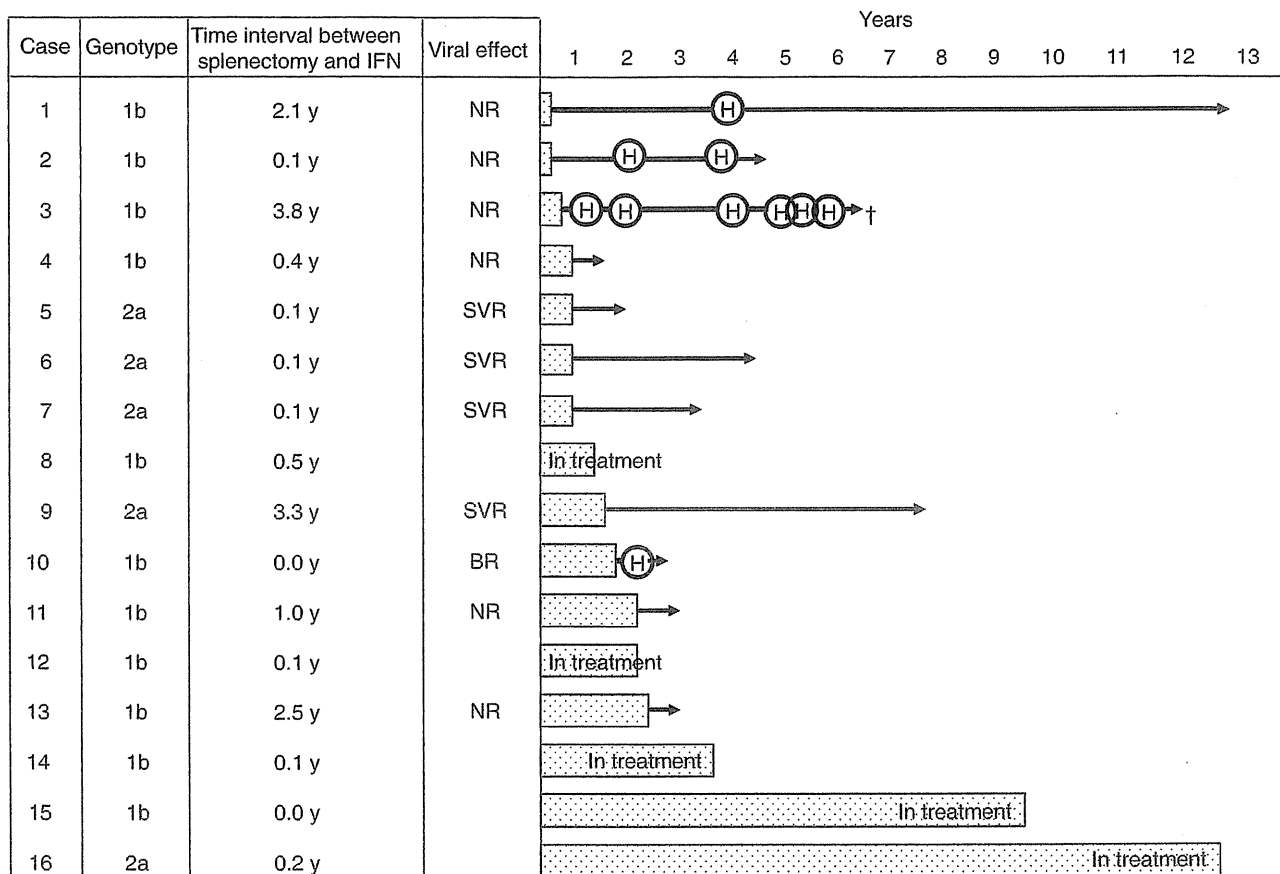 Years
Case Genotype Time interval between splenectomy and IFN Viral effect 1 2 3 4 5 6 7 8 9 10 11 12 13
1 1b 2.1 y NR H
2 1b 0.1 y NR H H
3 1b 3.8 y NR H H H H H H †
4 1b 0.4 y NR
5 2a 0.1 y SVR
6 2a 0.1 y SVR
7 2a 0.1 y SVR
8 1b 0.5 y In treatment
9 2a 3.3 y SVR
10 1b 0.0 y BR H
11 1b 1.0 y NR
12 1b 0.1 y In treatment
13 1b 2.5 y NR
14 1b 0.1 y In treatment
15 1b 0.0 y In treatment
16 2a 0.2 y In treatment